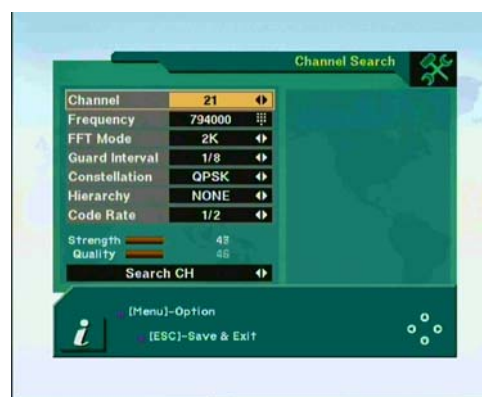 Channel Search
Channel 21
Frequency 794000
FFT Mode 2K
Guard Interval 1/8
Constellation QPSK
Hierarchy NONE
Code Rate 1/2
Strength 43
Quality 46
Search CH
i
[Menu]-Option
[ESC]-Save & Exit